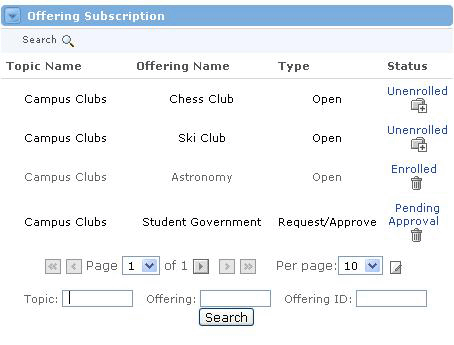 Offering Subscription
Search
Topic Name Offering Name Type Status
Campus Clubs Chess Club Open Unenrolled
Campus Clubs Ski Club Open Unenrolled
Campus Clubs Astronomy Open Enrolled
Campus Clubs Student Government Request/Approve Pending Approval
Page 1 of 1 Per page: 10
Topic: Offering: Offering ID:
Search